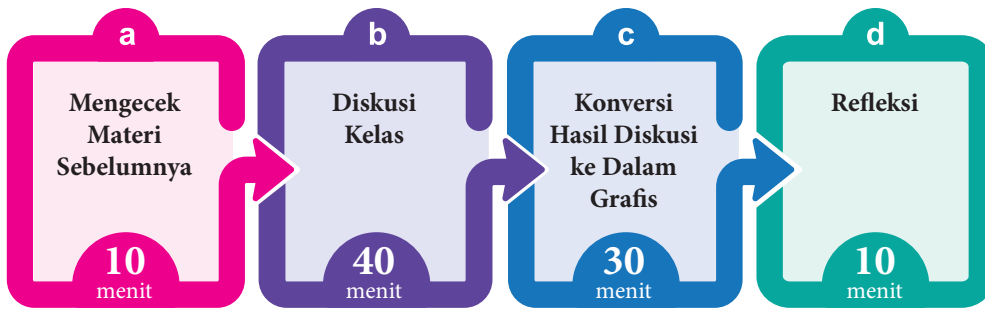 a
Mengecek
Materi
Sebelumnya
10
menit
b
Diskusi
Kelas
40
menit
c
Konversi
Hasil Diskusi
ke Dalam
Grafis
30
menit
d
Refleksi
10
menit